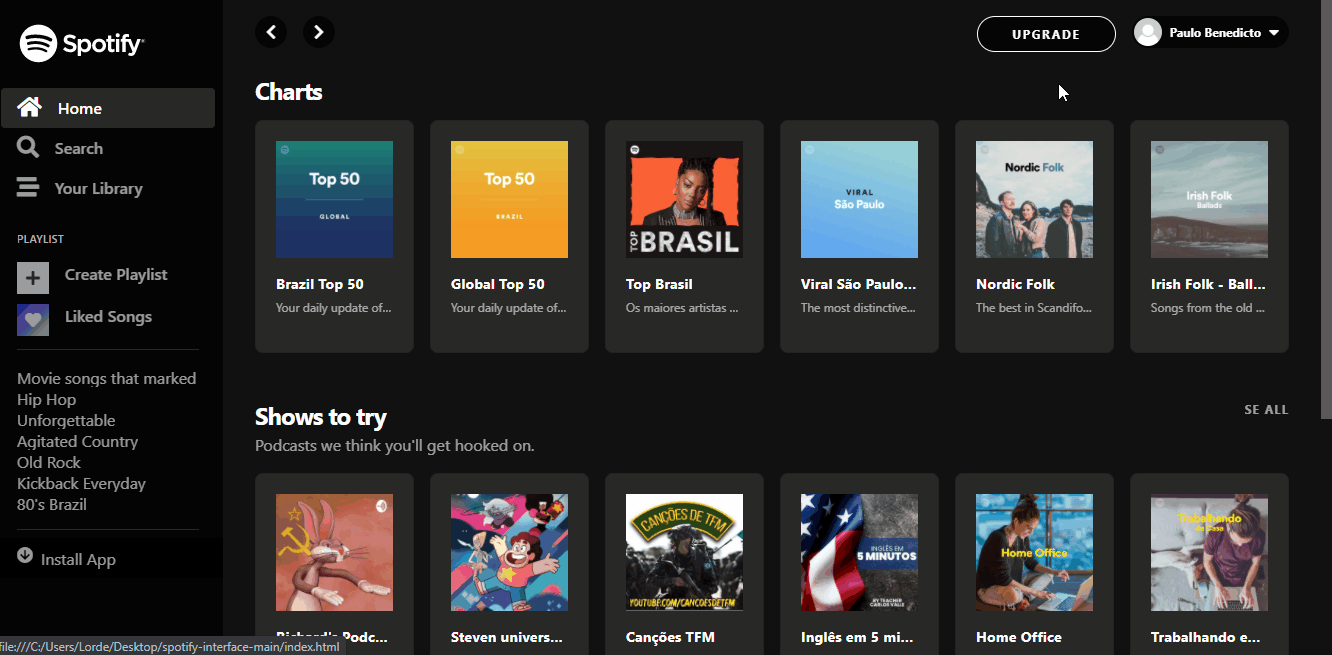 Spotify
UPGRADE
Paulo Benedicto
Home
Search
Your Library
PLAYLIST
Create Playlist
Liked Songs
Movie songs that marked
Hip Hop
Unforgettable
Agitated Country
Old Rock
Kickback Everyday
80's Brazil
Install App
Charts
Top 50
GLOBAL
Brazil Top 50
Your daily update of...
Top 50
BRAZIL
Global Top 50
Your daily update of...
TOP BRASIL
Top Brasil
Os maiores artistas ...
VIRAL
São Paulo
Viral São Paulo...
The most distinctive...
Nordic Folk
Nordic Folk
The best in Scandifo...
Irish Folk
Ballads
Irish Folk - Ball...
Songs from the old ...
Shows to try
SE ALL
Podcasts we think you'll get hooked on.
Richard's Podc...
Steven univers...
CANÇÕES DE TFM
YOUTUBE.COM/CANCOESDETFM
Canções TFM
INGLÊS EM
5 MINUTOS
BY TEACHER
CARLOS VALLE
Inglês em 5 mi...
Home Office
Home Office
Trabalhando
de Casa
Trabalhando e...
file:///C:/Users/Lorde/Desktop/spotify-interface-main/index.html